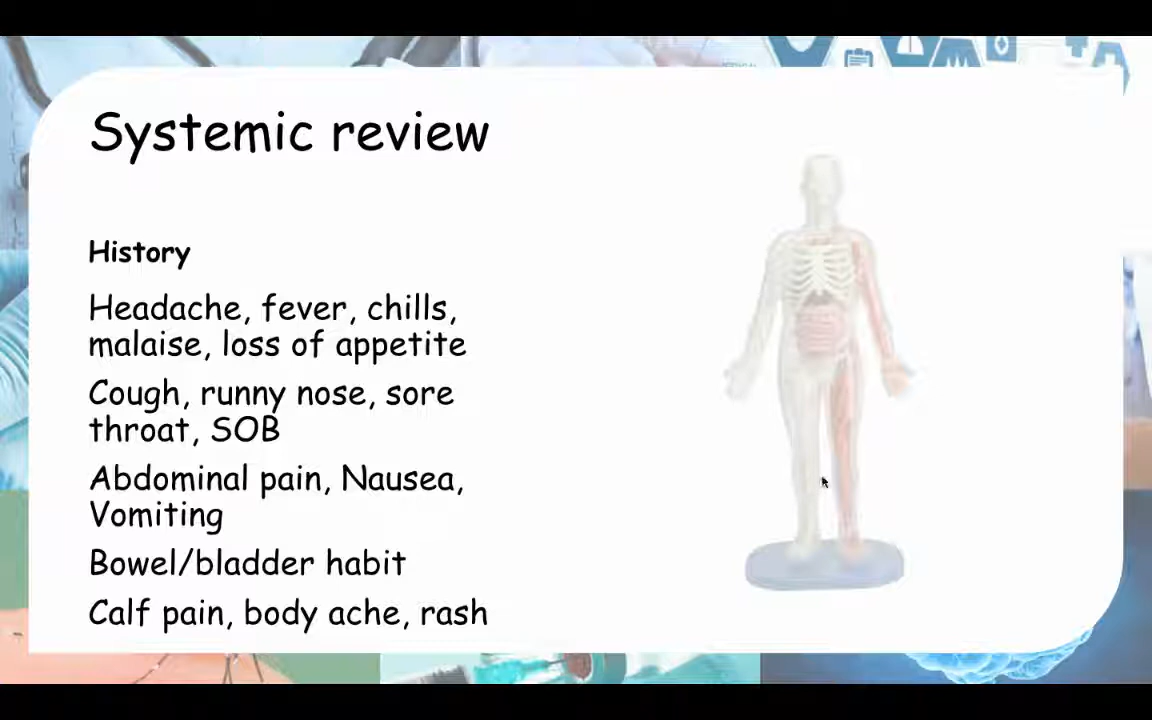 Systemic review
History
Headache, fever, chills,
malaise, loss of appetite
Cough, runny nose, sore
throat, SOB
Abdominal pain, Nausea,
Vomiting
Bowel/bladder habit
Calf pain, body ache, rash